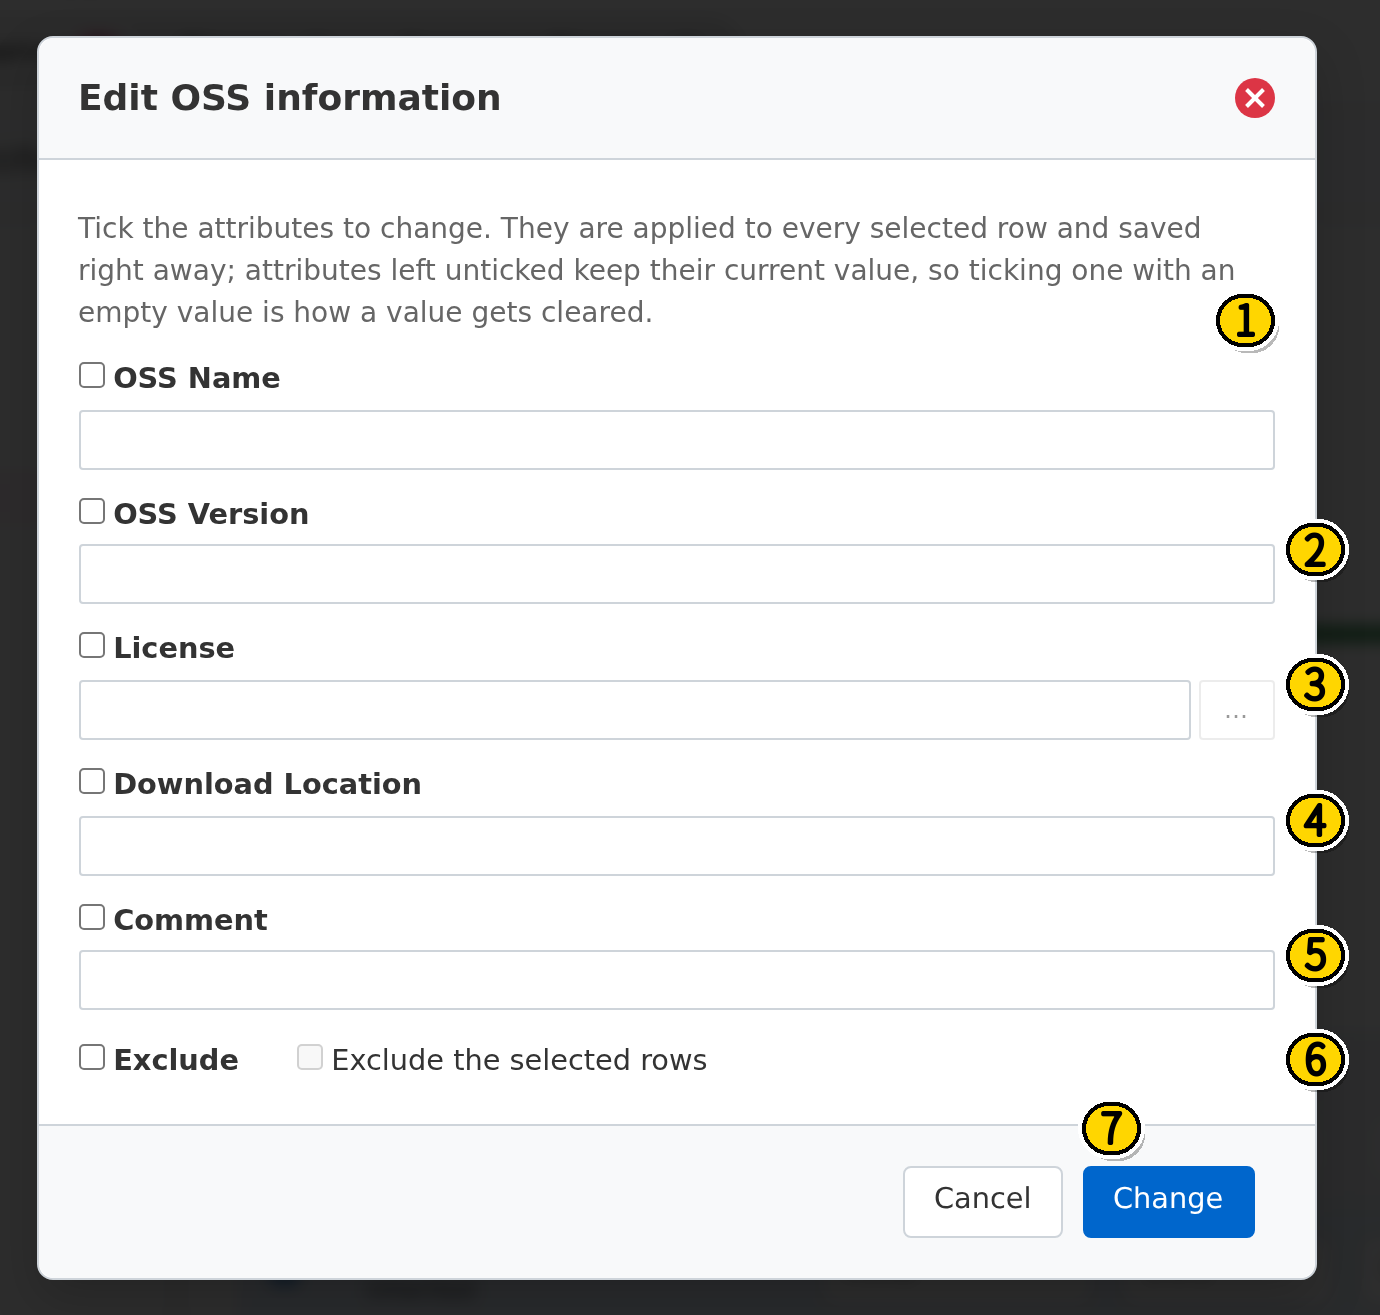 Edit OSS information
Tick the attributes to change. They are applied to every selected row and saved
right away; attributes left unticked keep their current value, so ticking one with an
empty value is how a value gets cleared.
1
OSS Name
OSS Version
2
License
3
...
Download Location
4
Comment
5
Exclude Exclude the selected rows
6
7
Cancel Change